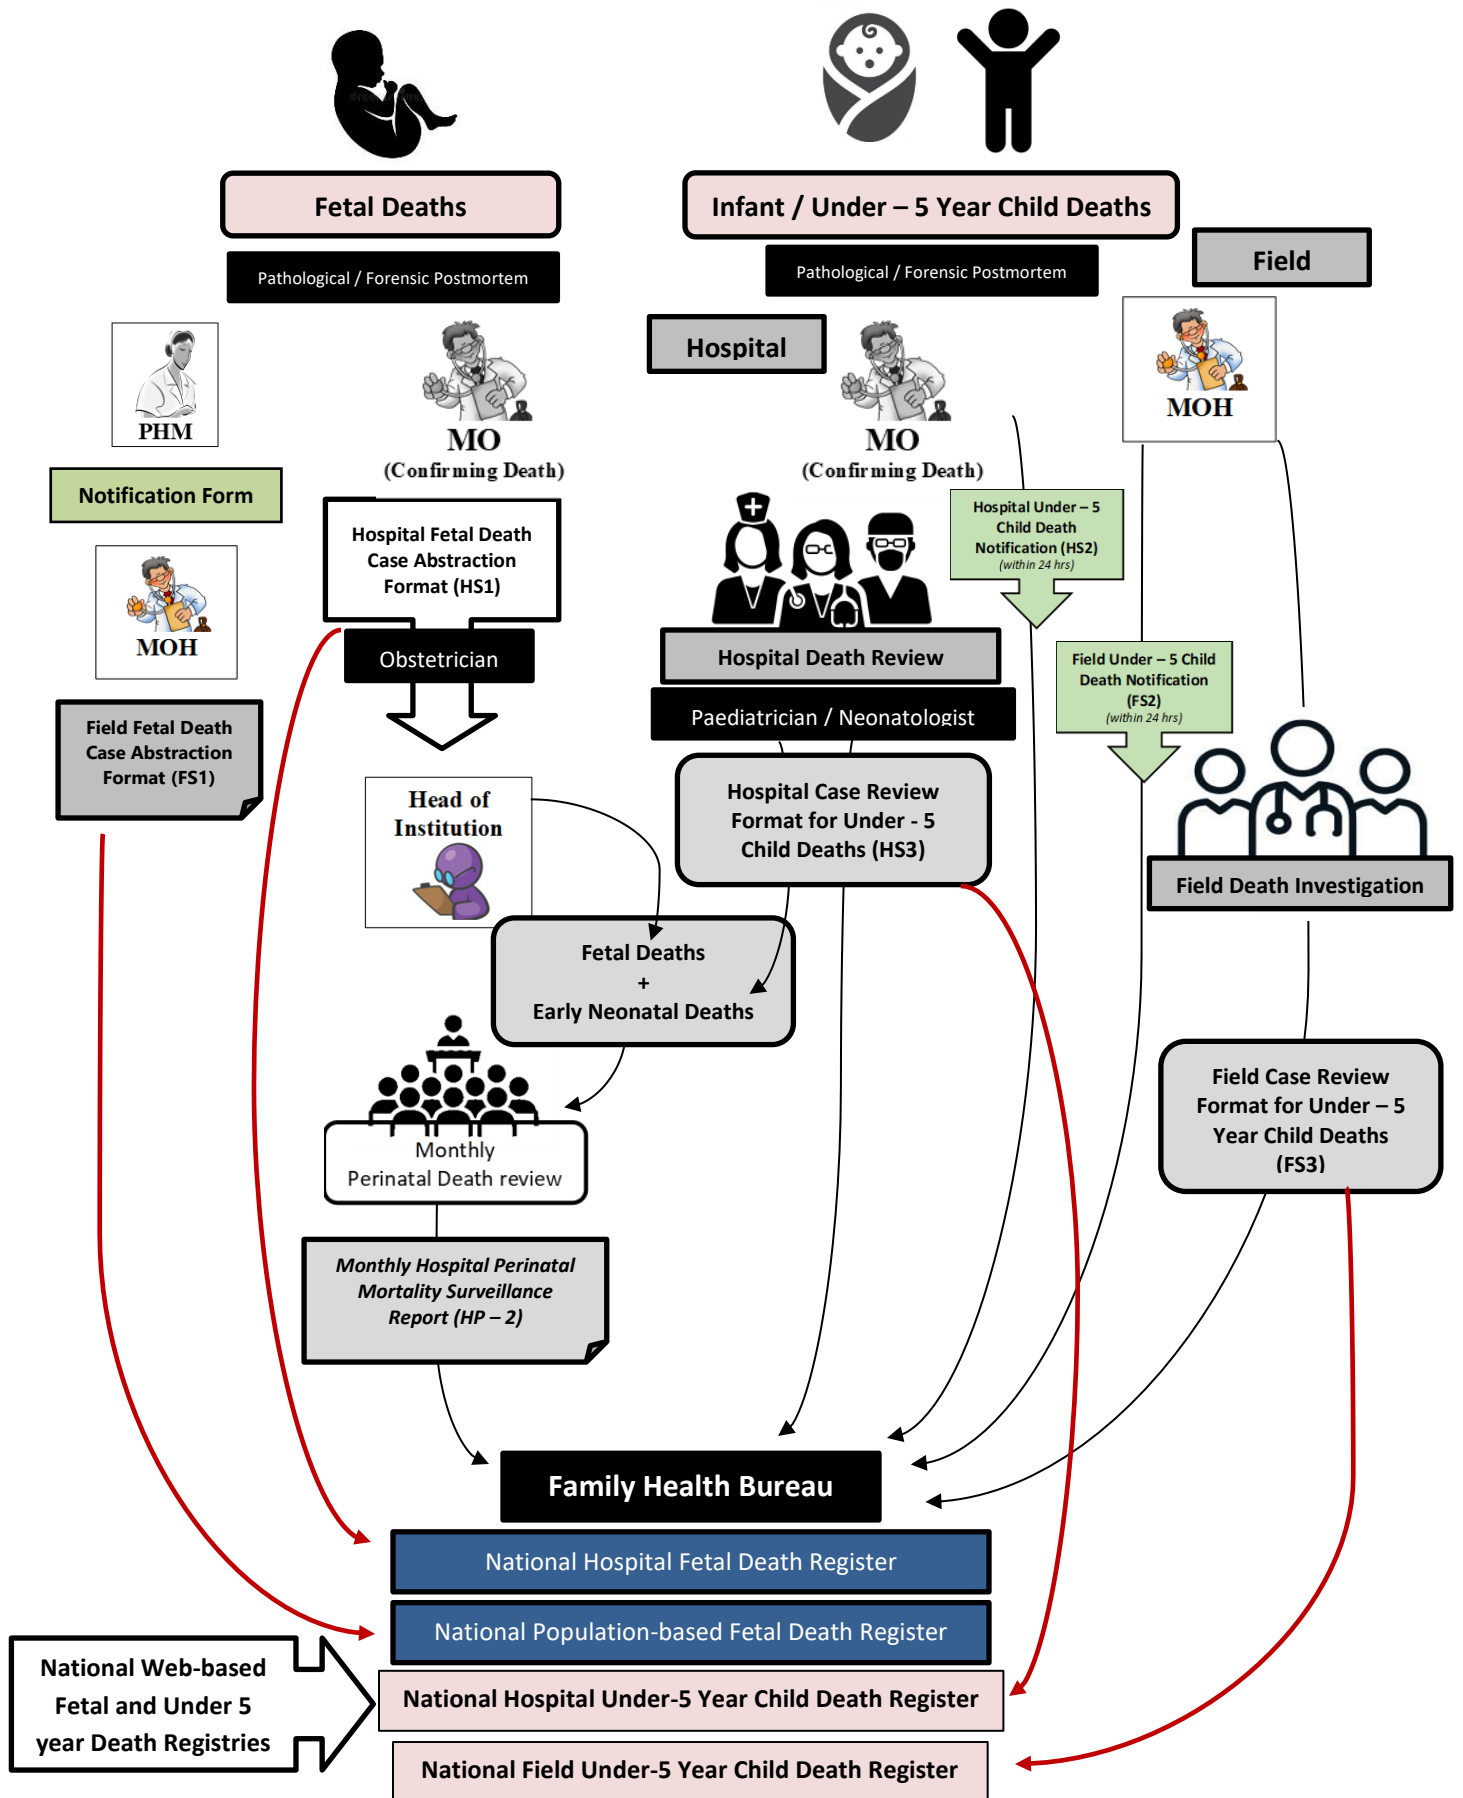 Fetal Deaths
Infant / Under – 5 Year Child Deaths
Pathological / Forensic Postmortem
Pathological / Forensic Postmortem
Field
Hospital
PHM
MO
(Confirming Death)
MO
(Confirming Death)
MOH
Notification Form
Hospital Fetal Death
Case Abstraction
Format (HS1)
Hospital Under – 5
Child Death
Notification (HS2)
(within 24 hrs)
MOH
Obstetrician
Hospital Death Review
Field Under – 5 Child
Death Notification
(FS2)
(within 24 hrs)
Paediatrician / Neonatologist
Field Fetal Death
Case Abstraction
Format (FS1)
Head of
Institution
Hospital Case Review
Format for Under - 5
Child Deaths (HS3)
Field Death Investigation
Fetal Deaths
+
Early Neonatal Deaths
Field Case Review
Format for Under – 5
Year Child Deaths
(FS3)
Monthly
Perinatal Death review
Monthly Hospital Perinatal
Mortality Surveillance
Report (HP – 2)
Family Health Bureau
National Hospital Fetal Death Register
National Population-based Fetal Death Register
National Web-based
Fetal and Under 5
year Death Registries
National Hospital Under-5 Year Child Death Register
National Field Under-5 Year Child Death Register